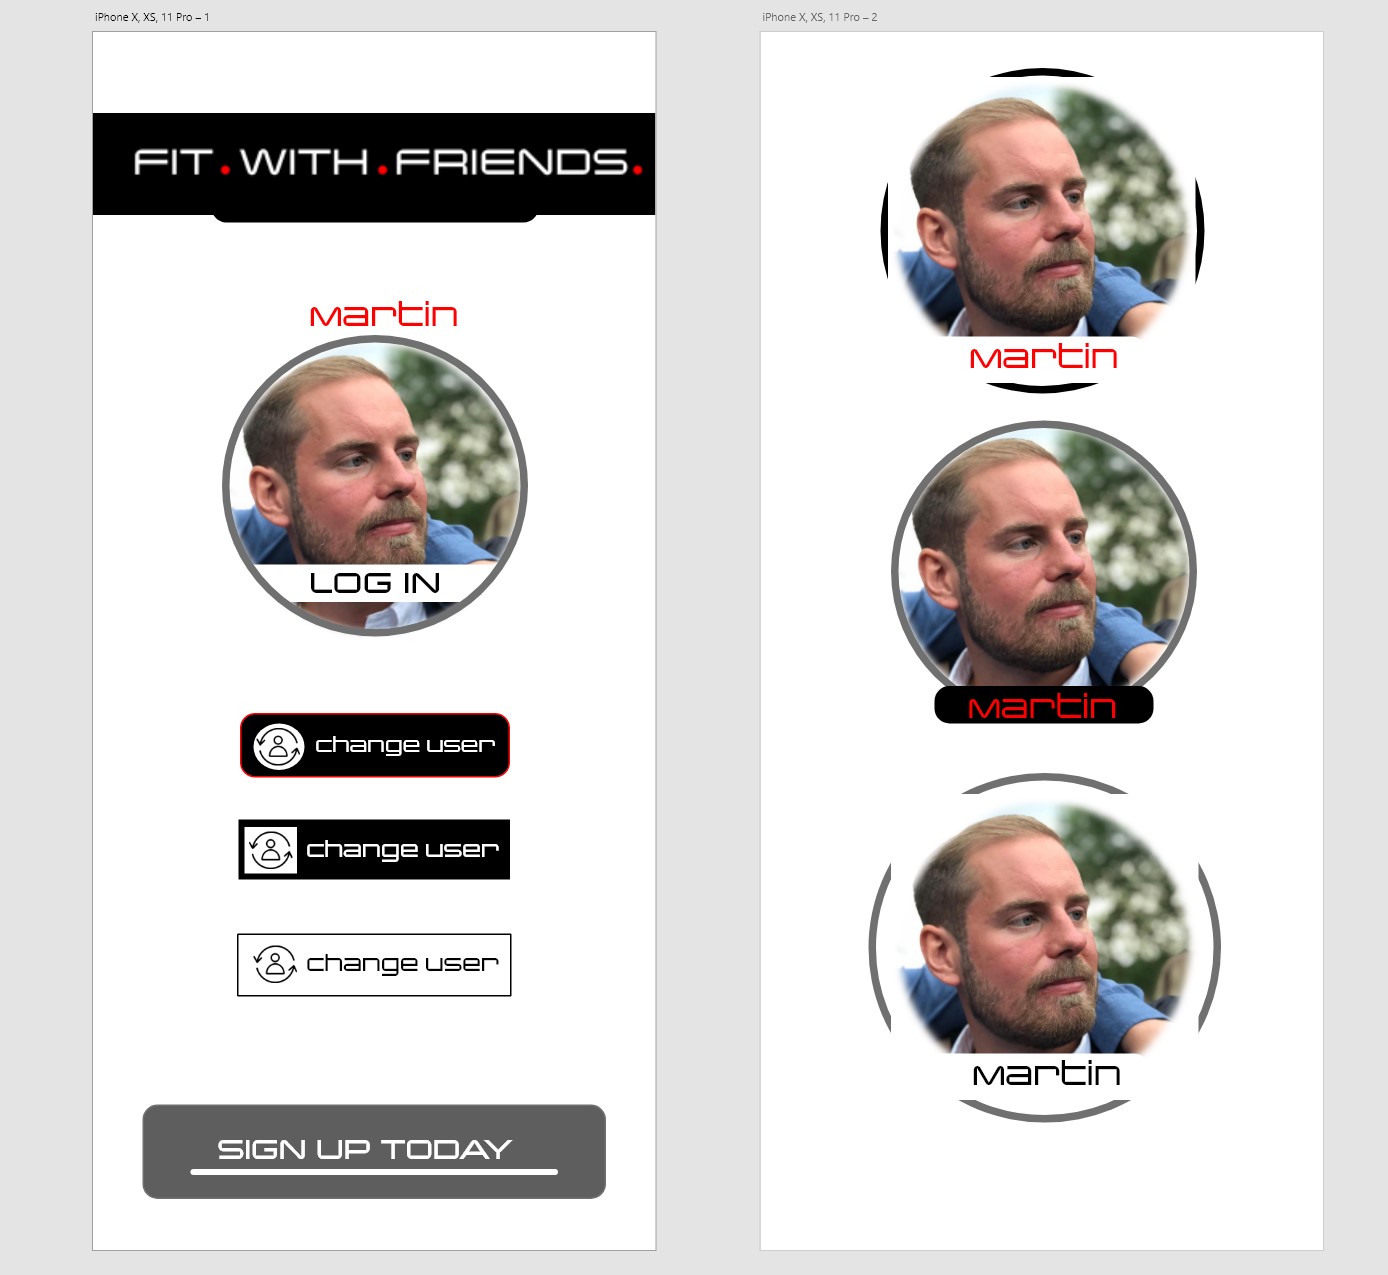 iPhone X, XS, 11 Pro – 1
FIT.WITH.FRIENDS.
Martin
LOG IN
change user
change user
change user
SIGN UP TODAY
iPhone X, XS, 11 Pro – 2
Martin
Martin
Martin